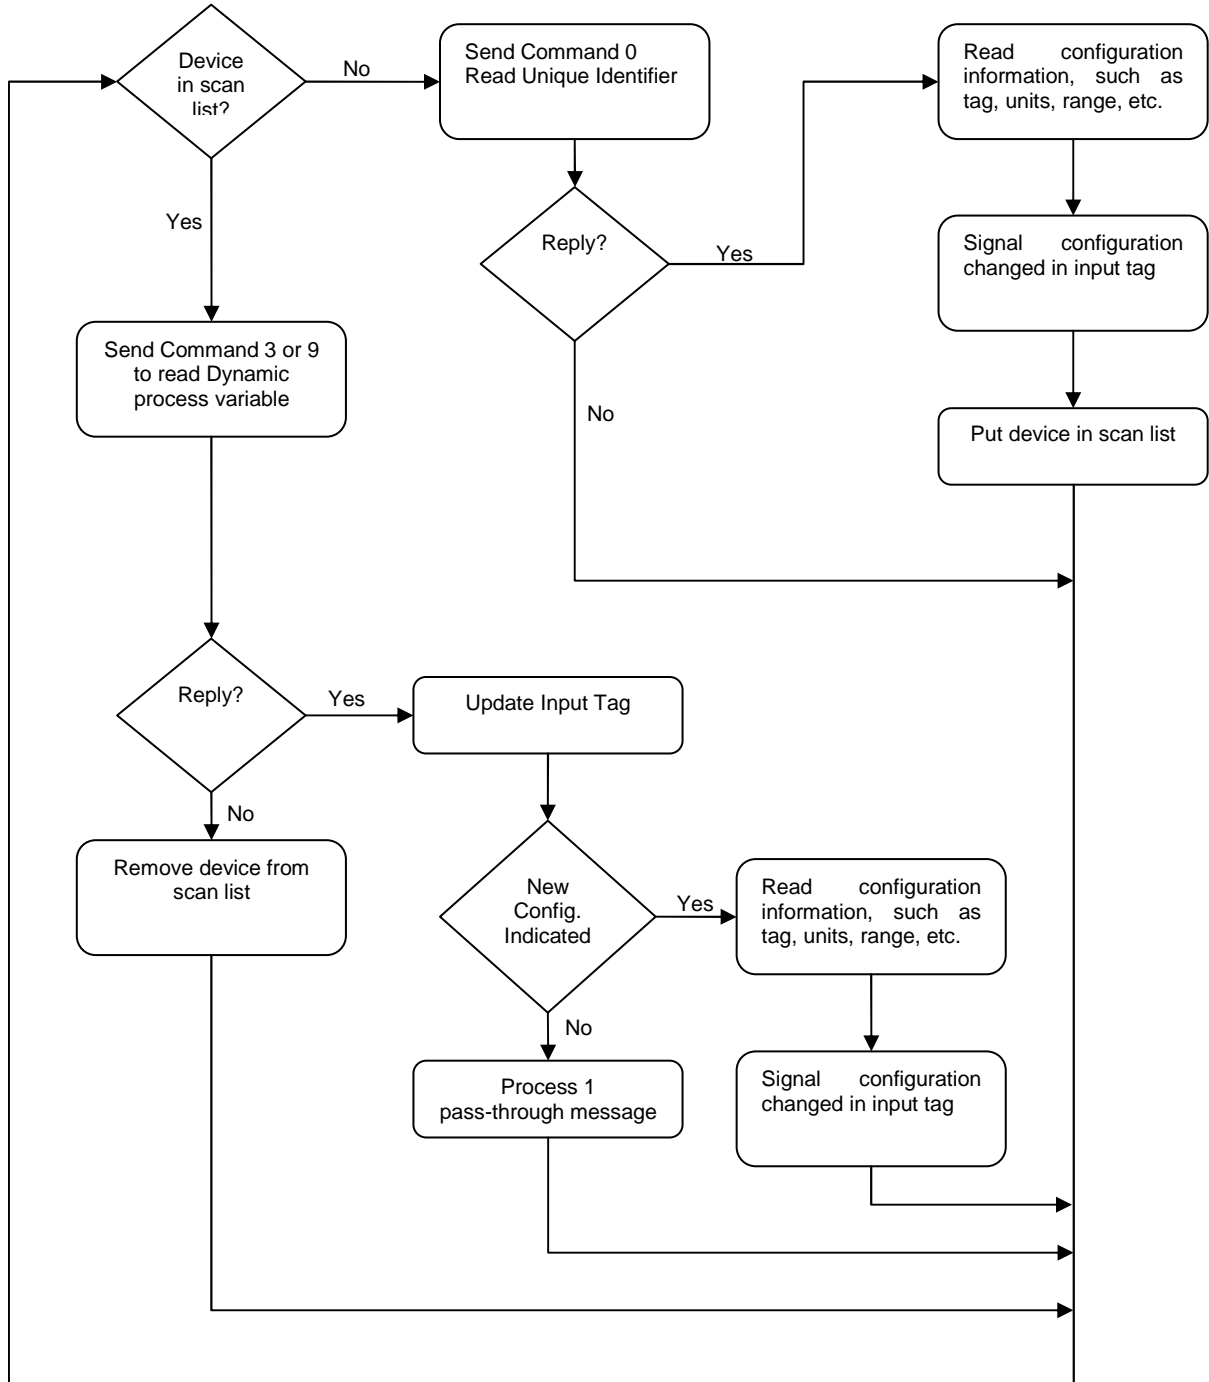 Device
in scan
list?
No
Send Command 0
Read Unique Identifier
Read configuration
information, such as
tag, units, range, etc.
Yes
Reply?
Yes
Signal configuration
changed in input tag
Send Command 3 or 9
to read Dynamic
process variable
No
Put device in scan list
Reply?
Yes
Update Input Tag
No
Remove device from
scan list
New
Config.
Indicated
Yes
Read configuration
information, such as
tag, units, range, etc.
No
Process 1
pass-through message
Signal configuration
changed in input tag